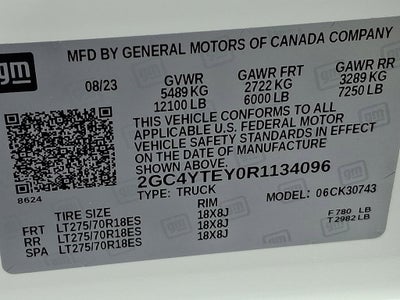 MFD BY GENERAL MOTORS OF CANADA COMPANY
gm
08/23 GVWR GAWR FRT GAWR RR
5489 KG 2722 KG 3289 KG
12100 LB 6000 LB 7250 LB
THIS VEHICLE CONFORMS TO ALL
APPLICABLE U.S. FEDERAL MOTOR
VEHICLE SAFETY STANDARDS IN EFFECT
ON THE DATE OF MANUFACTURE
SHOWN ABOVE.
2GC4YTEY0R1134096
8624
TYPE: TRUCK MODEL: 06CK30743
TIRE SIZE RIM
FRT LT275/70R18ES 18X8J F 780 LB
RR LT275/70R18ES 18X8J T 2982 LB
SPA LT275/70R18ES 18X8J